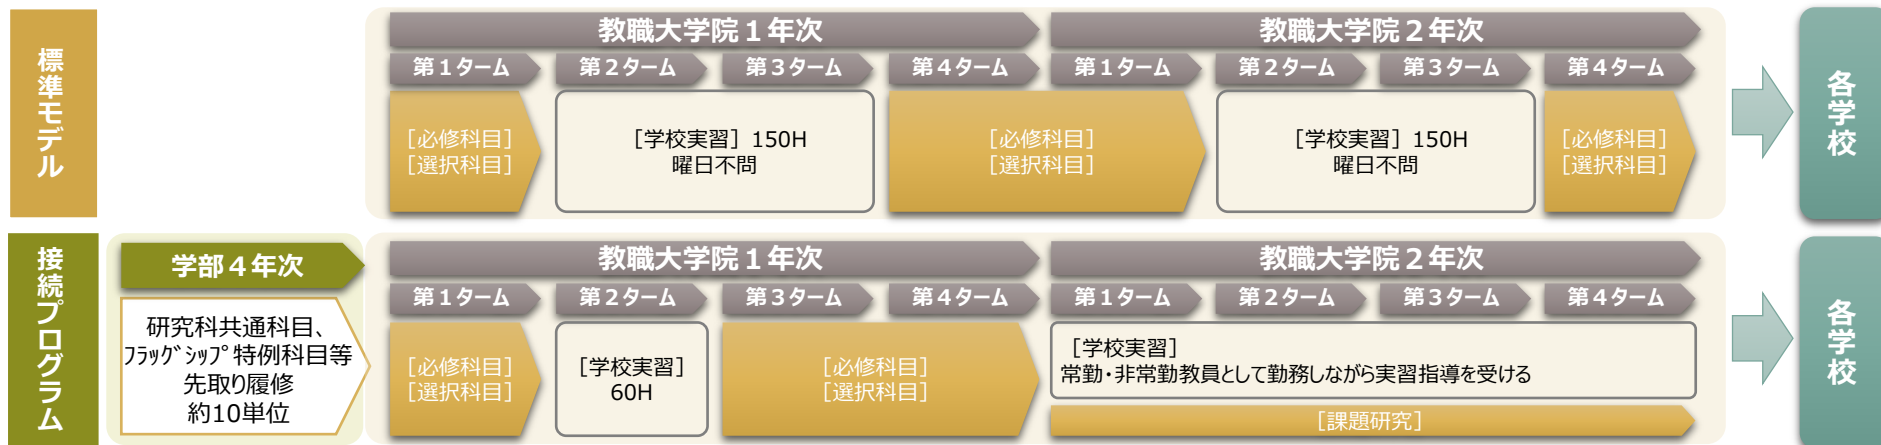 標準モデル
教職大学院１年次
教職大学院２年次
第１ターム
第２ターム
第３ターム
第４ターム
第１ターム
第２ターム
第３ターム
第４ターム
［必修科目］
［選択科目］
［学校実習］150H
曜日不問
［必修科目］
［選択科目］
［学校実習］150H
曜日不問
［必修科目］
［選択科目］
各学校
接続プログラム
学部４年次
研究科共通科目、
ﾌﾗｯｸﾞｼｯﾌﾟ特例科目等
先取り履修
約10単位
教職大学院１年次
教職大学院２年次
第１ターム
第２ターム
第３ターム
第４ターム
第１ターム
第２ターム
第３ターム
第４ターム
［必修科目］
［選択科目］
［学校実習］
60H
［必修科目］
［選択科目］
［学校実習］
常勤・非常勤教員として勤務しながら実習指導を受ける
［課題研究］
各学校